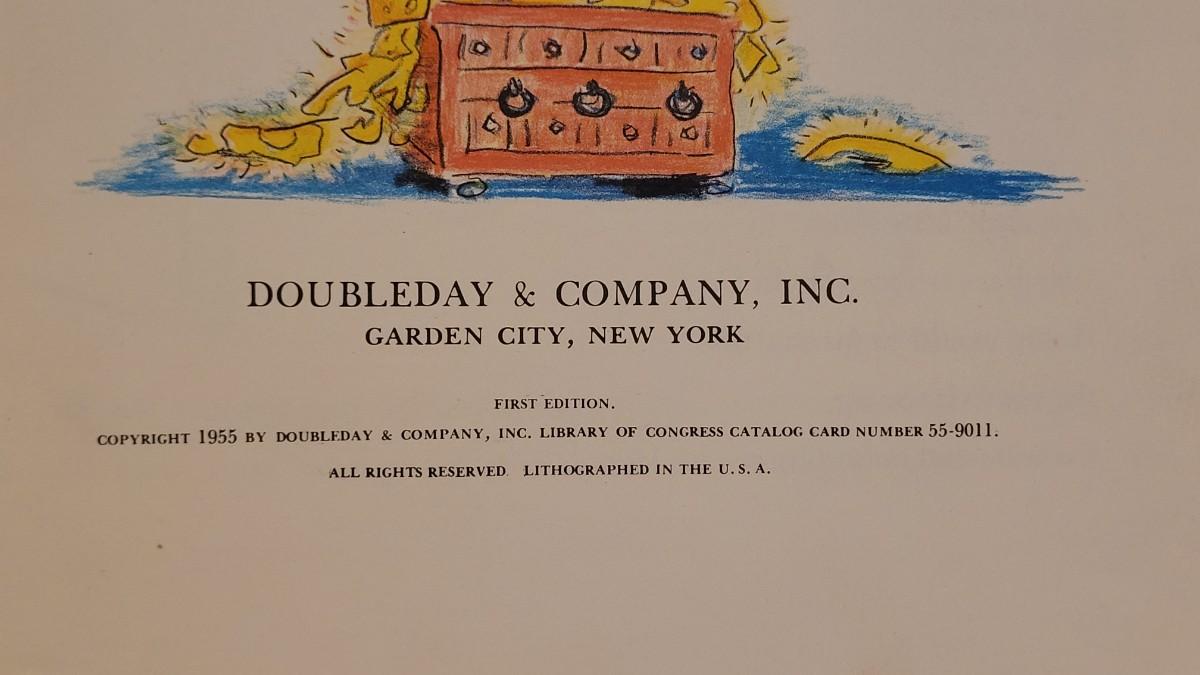 DOUBLEDAY & COMPANY, INC.
GARDEN CITY, NEW YORK
FIRST EDITION.
COPYRIGHT 1955 BY DOUBLEDAY & COMPANY, INC. LIBRARY OF CONGRESS CATALOG CARD NUMBER 55-9011.
ALL RIGHTS RESERVED. LITHOGRAPHED IN THE U. S. A.